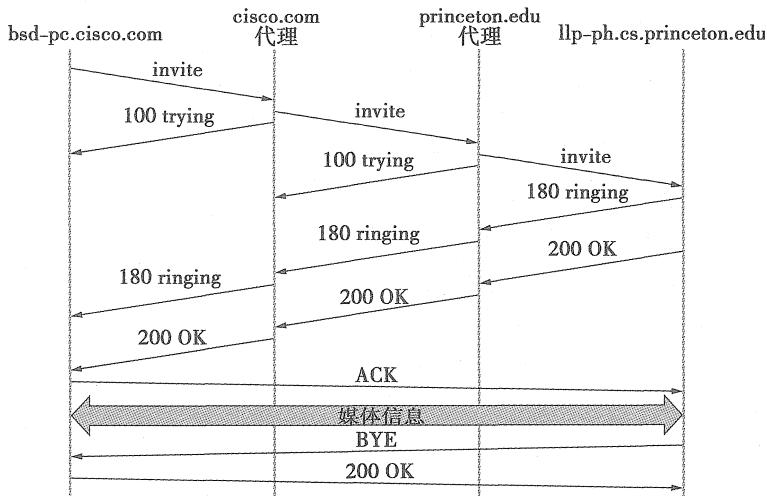 cisco.com princeton.edu
bsd-pc.cisco.com 代理 代理 llp-ph.cs.princeton.edu
invite
invite
100 trying
invite
100 trying
180 ringing
180 ringing
200 OK
180 ringing
200 OK
200 OK
ACK
媒体信息
BYE
200 OK